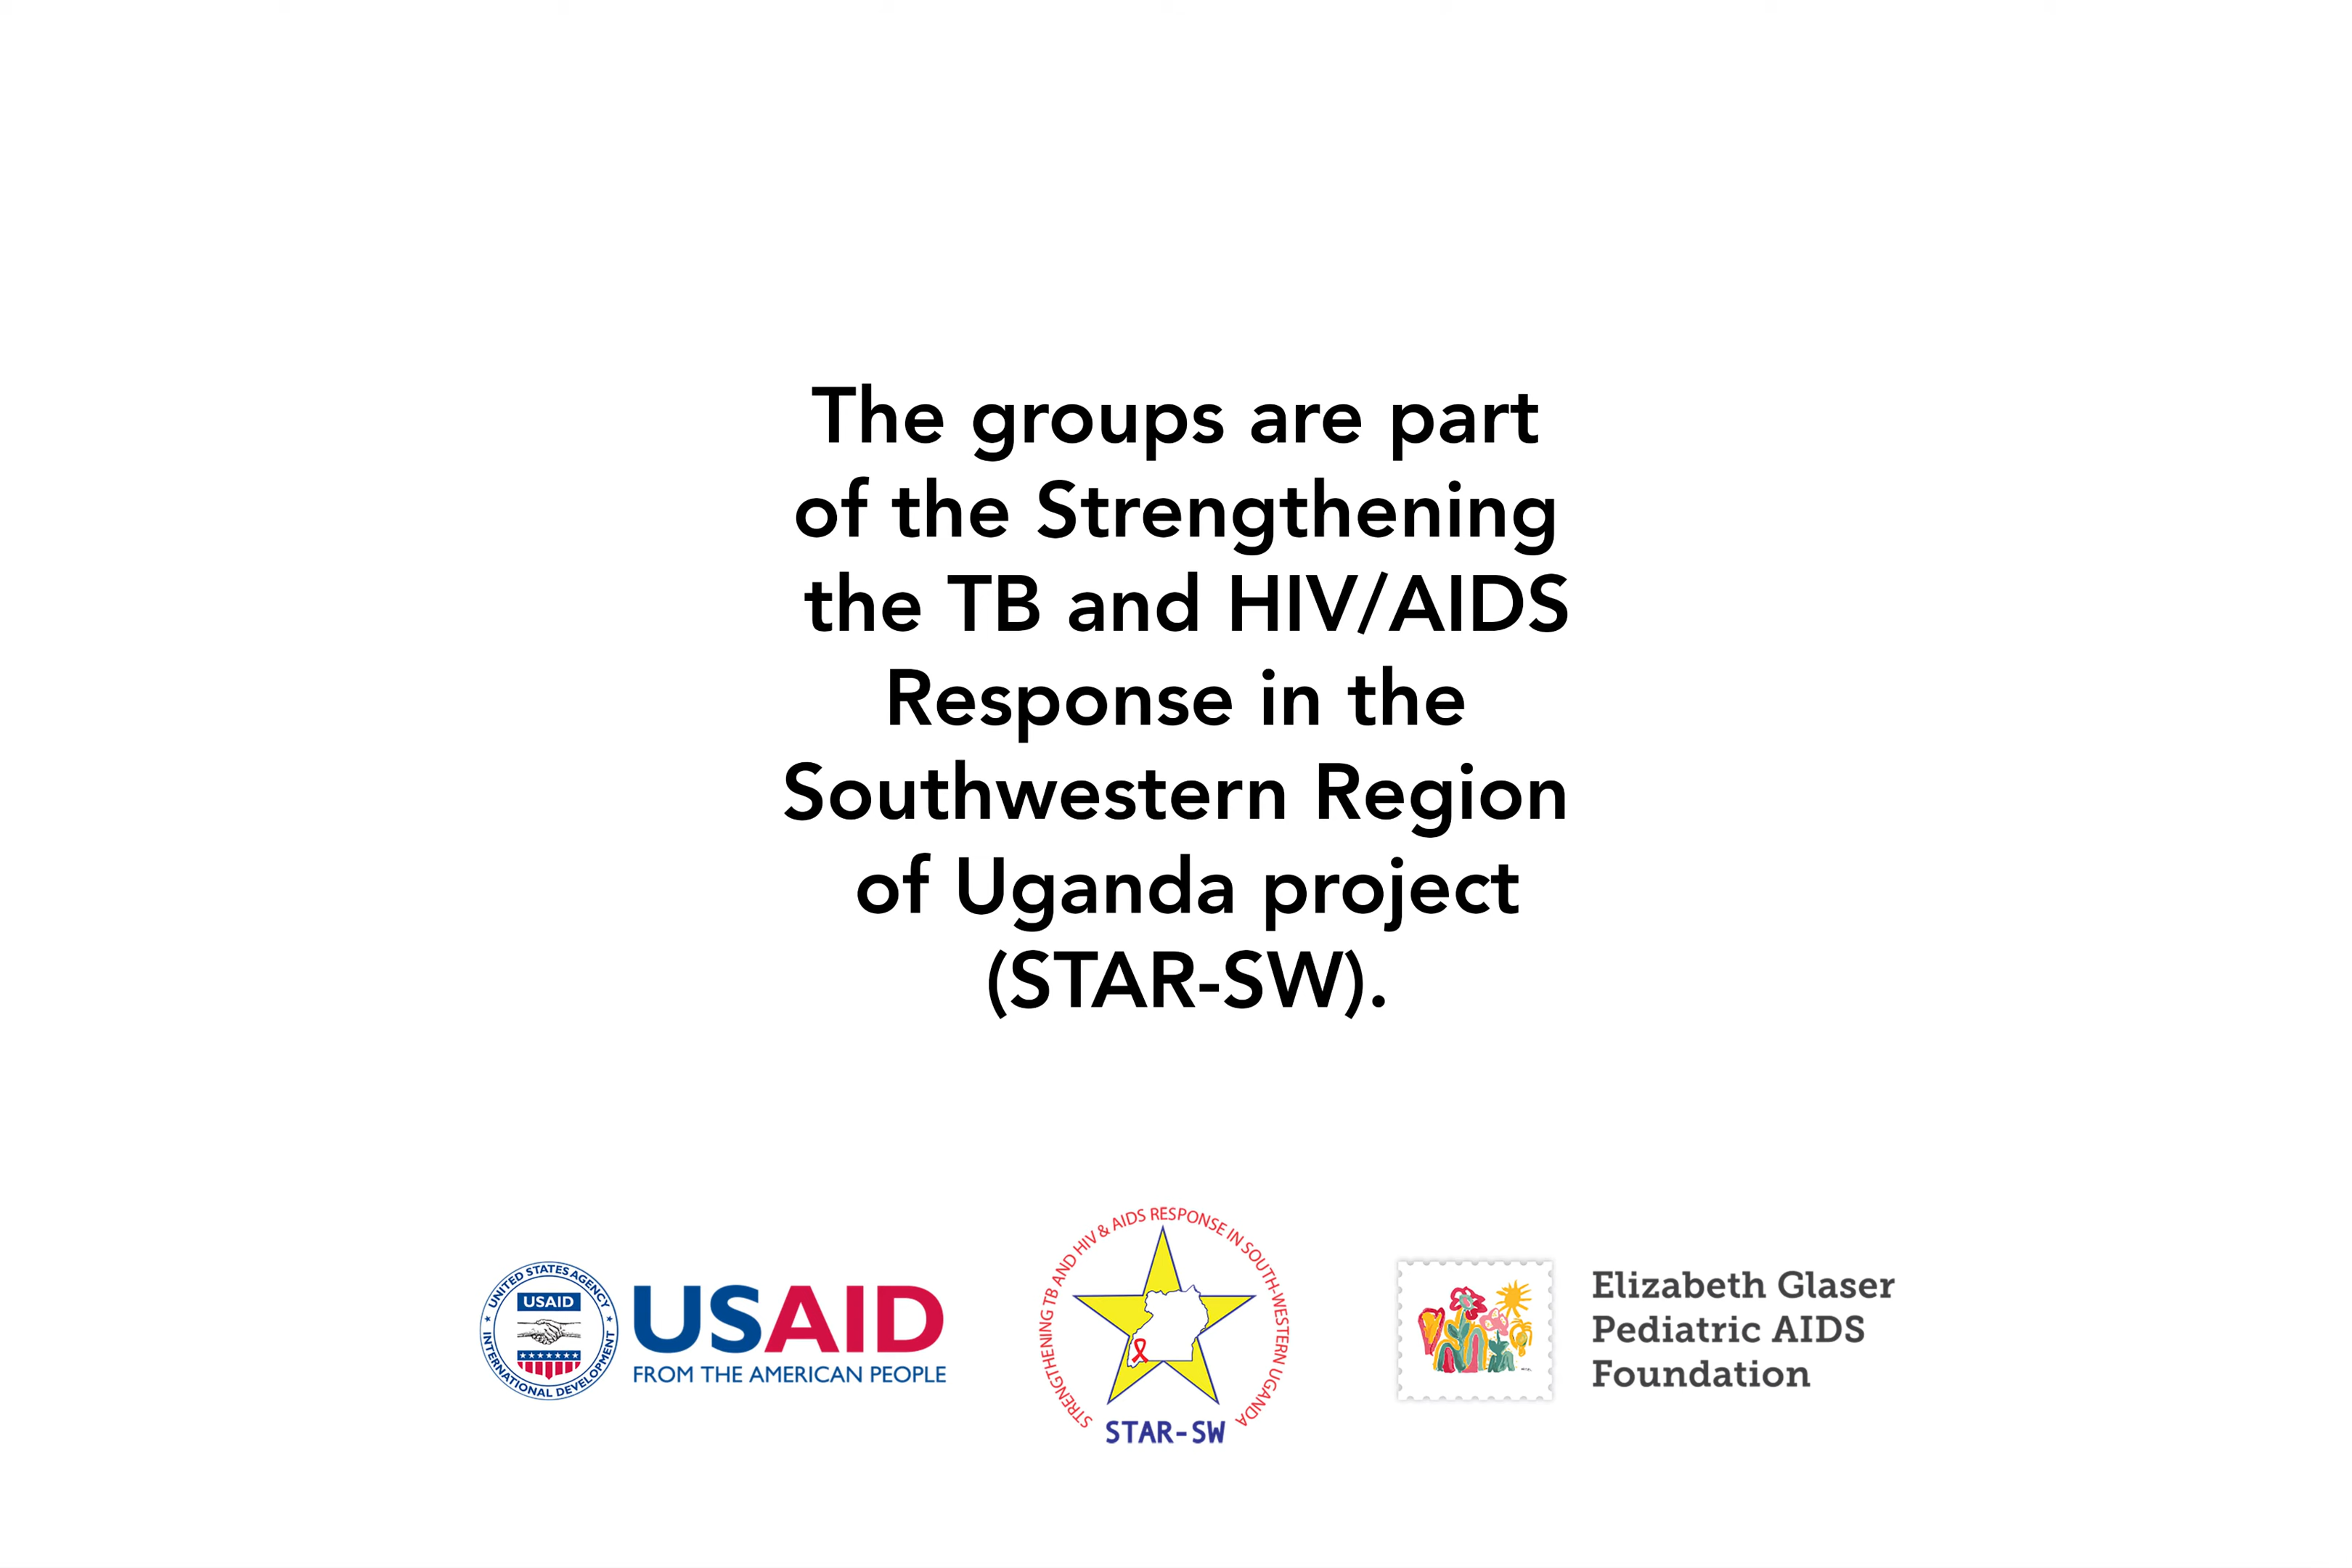 The groups are part
of the Strengthening
the TB and HIV/AIDS
Response in the
Southwestern Region
of Uganda project
(STAR-SW).
UNITED STATES AGENCY
USAID
INTERNATIONAL DEVELOPMENT
USAID
FROM THE AMERICAN PEOPLE
STRENGTHENING TB AND HIV & AIDS RESPONSE IN SOUTH-WESTERN UGANDA
STAR-SW
Elizabeth Glaser
Pediatric AIDS
Foundation